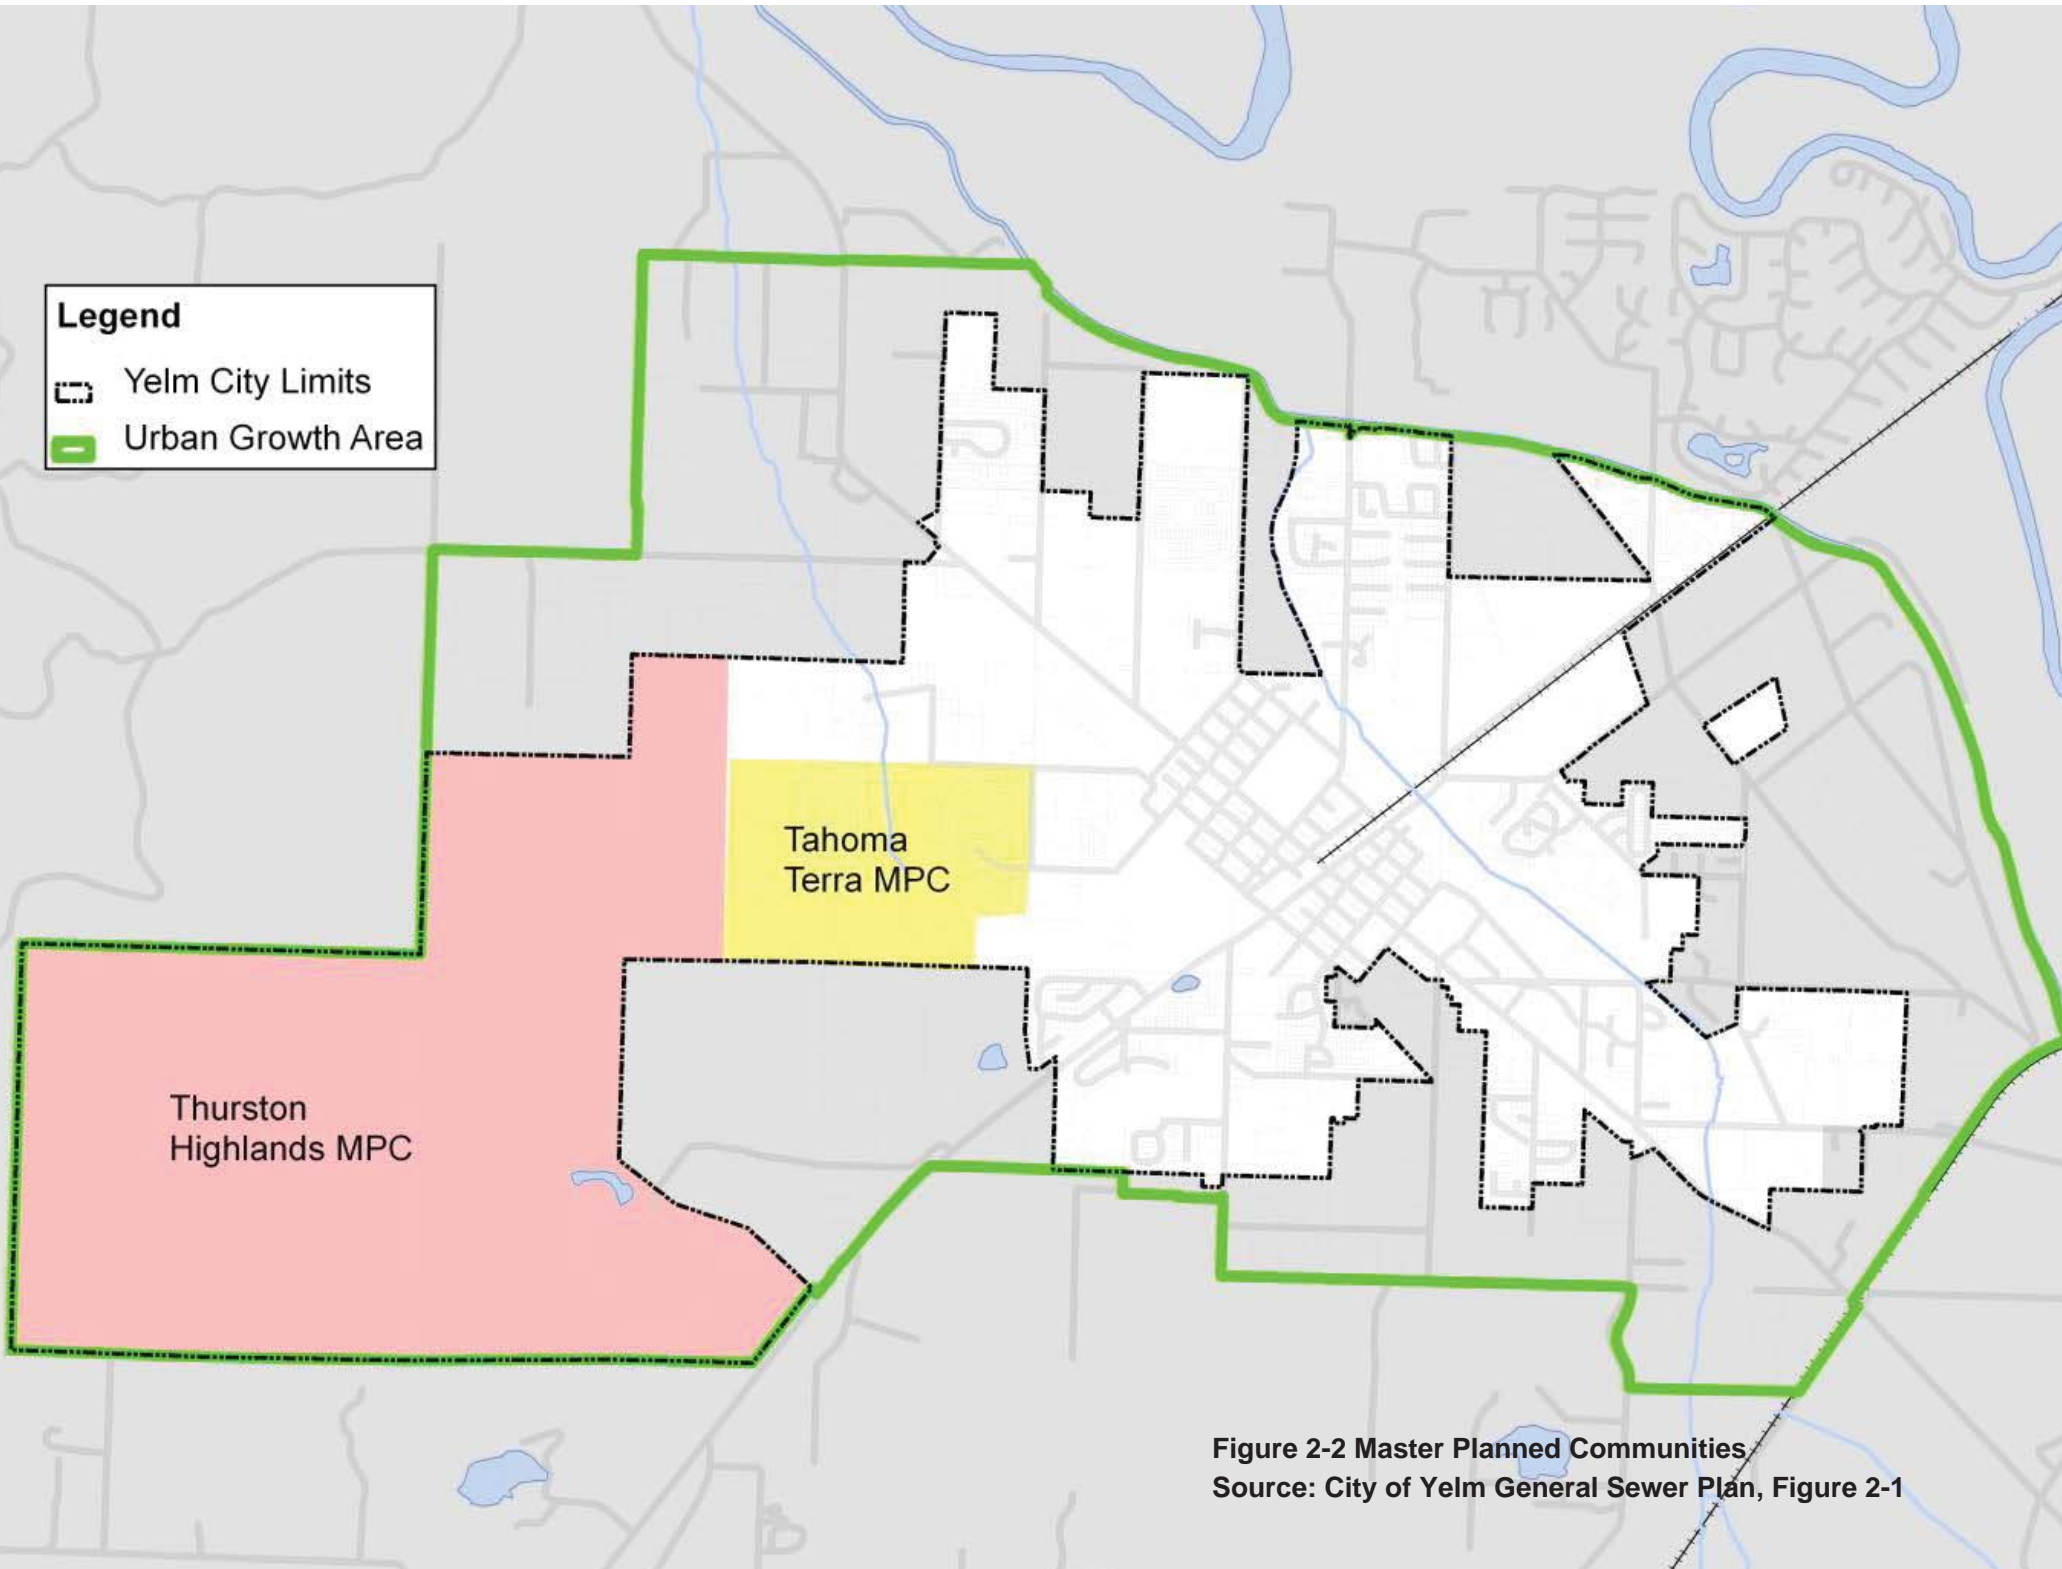 Legend
Yelm City Limits
Urban Growth Area
Tahoma
Terra MPC
Thurston
Highlands MPC
Figure 2-2 Master Planned Communities
Source: City of Yelm General Sewer Plan, Figure 2-1